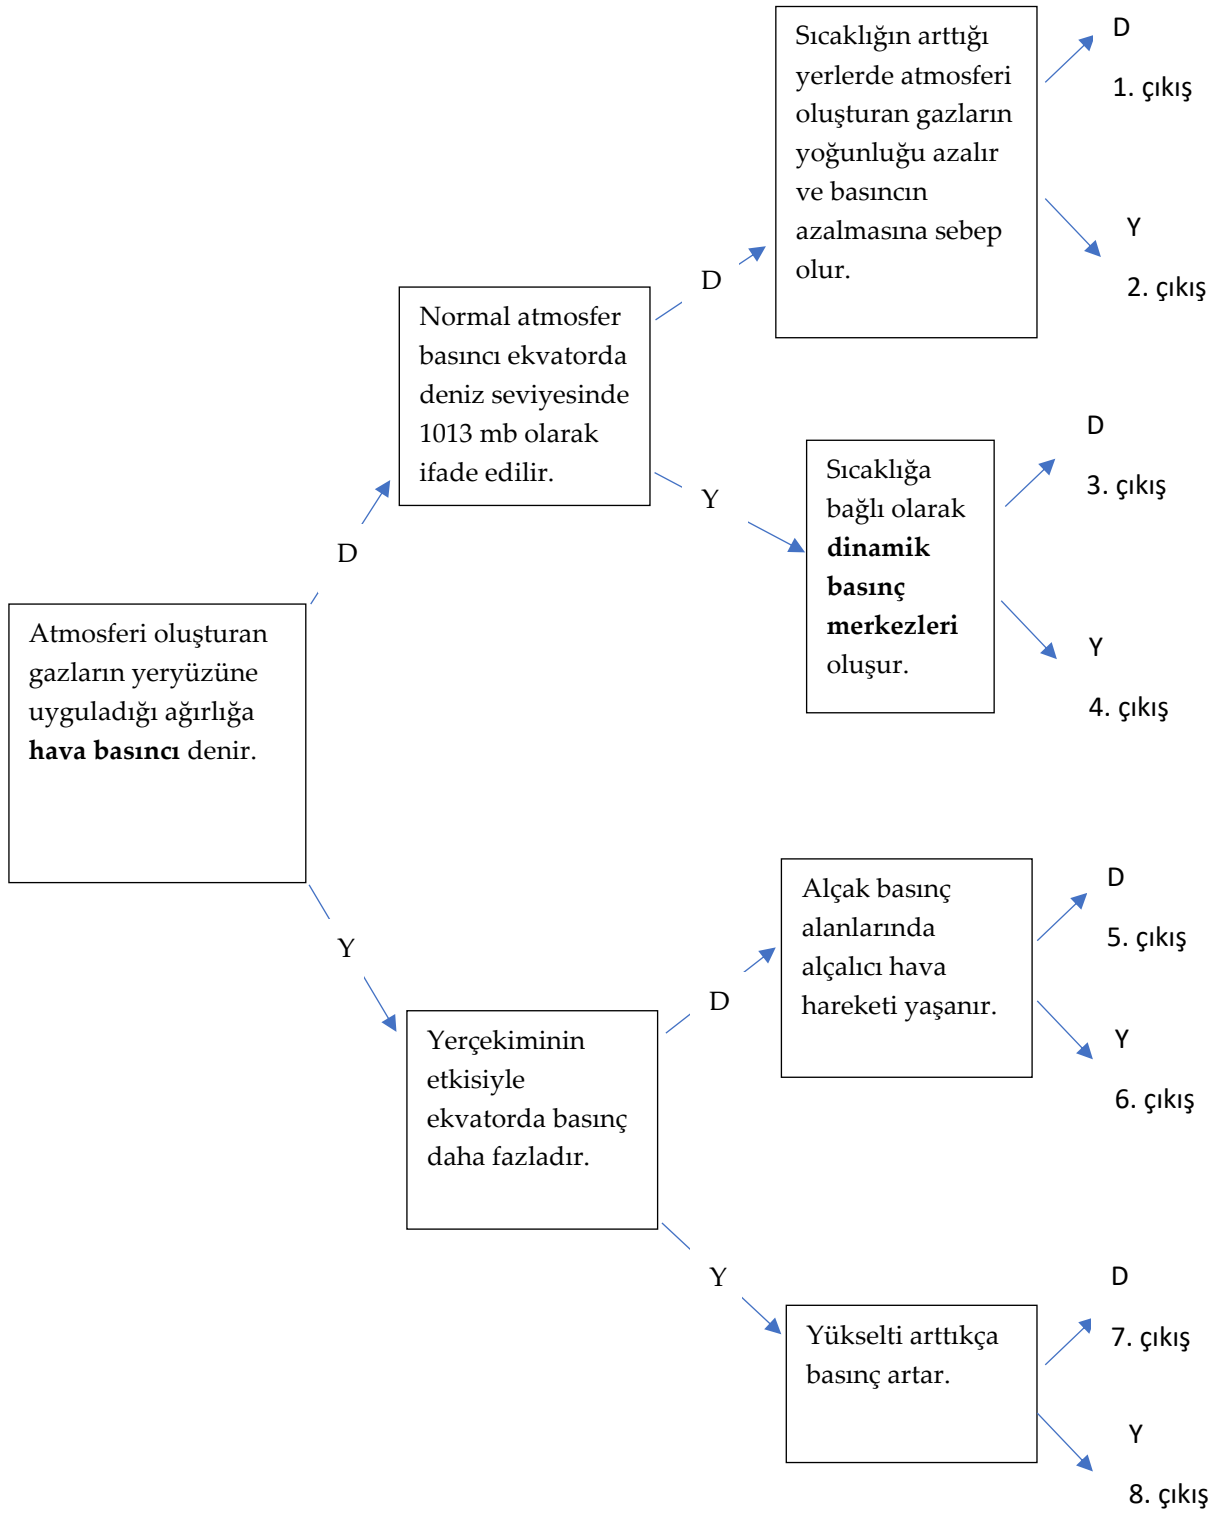 Atmosferi oluşturan
gazların yeryüzüne
uyguladığı ağırlığa
hava basıncı denir.
D
Y
Normal atmosfer
basıncı ekvatorda
deniz seviyesinde
1013 mb olarak
ifade edilir.
D
Y
Sıcaklığın arttığı
yerlerde atmosferi
oluşturan gazların
yoğunluğu azalır
ve basıncın
azalmasına sebep
olur.
D
1. çıkış
Y
2. çıkış
Sıcaklığa
bağlı olarak
dinamik
basınç
merkezleri
oluşur.
D
3. çıkış
Y
4. çıkış
Yerçekiminin
etkisiyle
ekvatorda basınç
daha fazladır.
D
Y
Alçak basınç
alanlarında
alçalıcı hava
hareketi yaşanır.
D
5. çıkış
Y
6. çıkış
Yükselti arttıkça
basınç artar.
D
7. çıkış
Y
8. çıkış